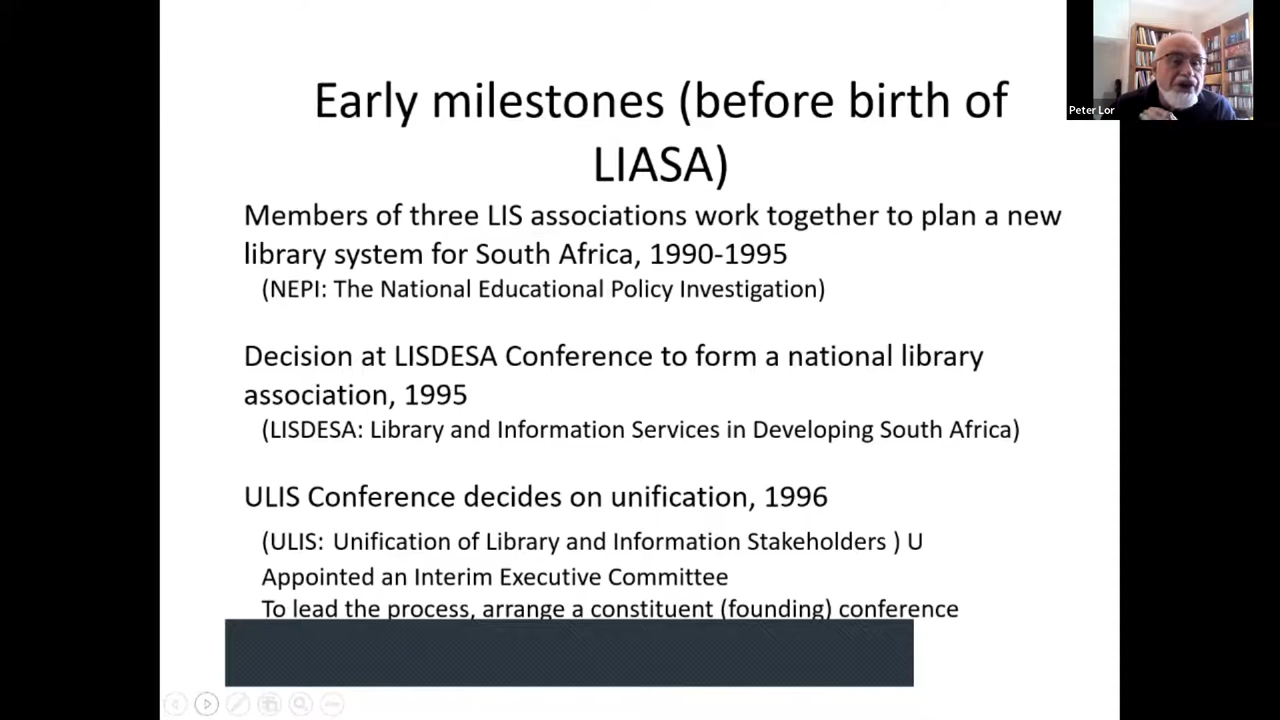 Early milestones (before birth of
LIASA)
Members of three LIS associations work together to plan a new
library system for South Africa, 1990-1995
(NEPI: The National Educational Policy Investigation)
Decision at LISDESA Conference to form a national library
association, 1995
(LISDESA: Library and Information Services in Developing South Africa)
ULIS Conference decides on unification, 1996
(ULIS: Unification of Library and Information Stakeholders ) U
Appointed an Interim Executive Committee
To lead the process, arrange a constituent (founding) conference
Peter Lor